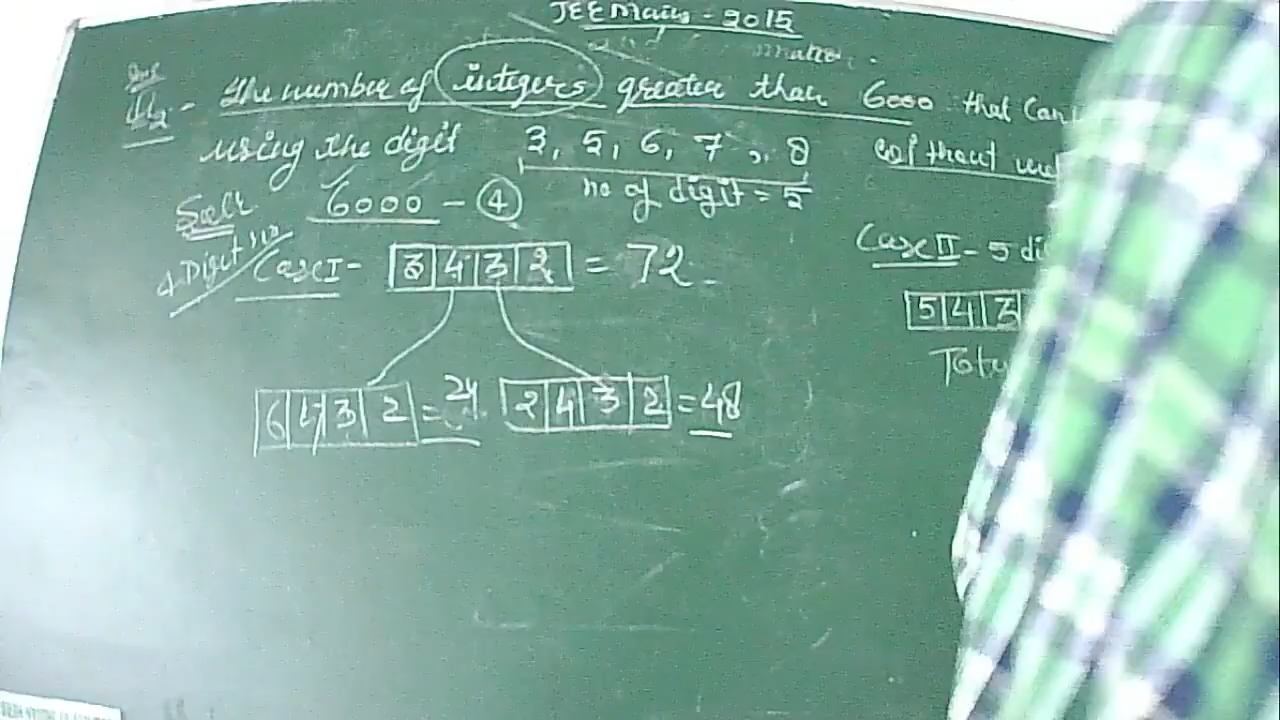 JEE Main - 2015
Q2 - The number of integers greater than 6000 that can
using the digit 3, 5, 6, 7, 8 without
no of digit = 5
Soln 6000 - 4
4 Digit no
Case I - 3 4 3 2 = 72
Case II - 5 di
5 4 3
Tot
6 4 3 2 = 24 2 4 3 2 = 48